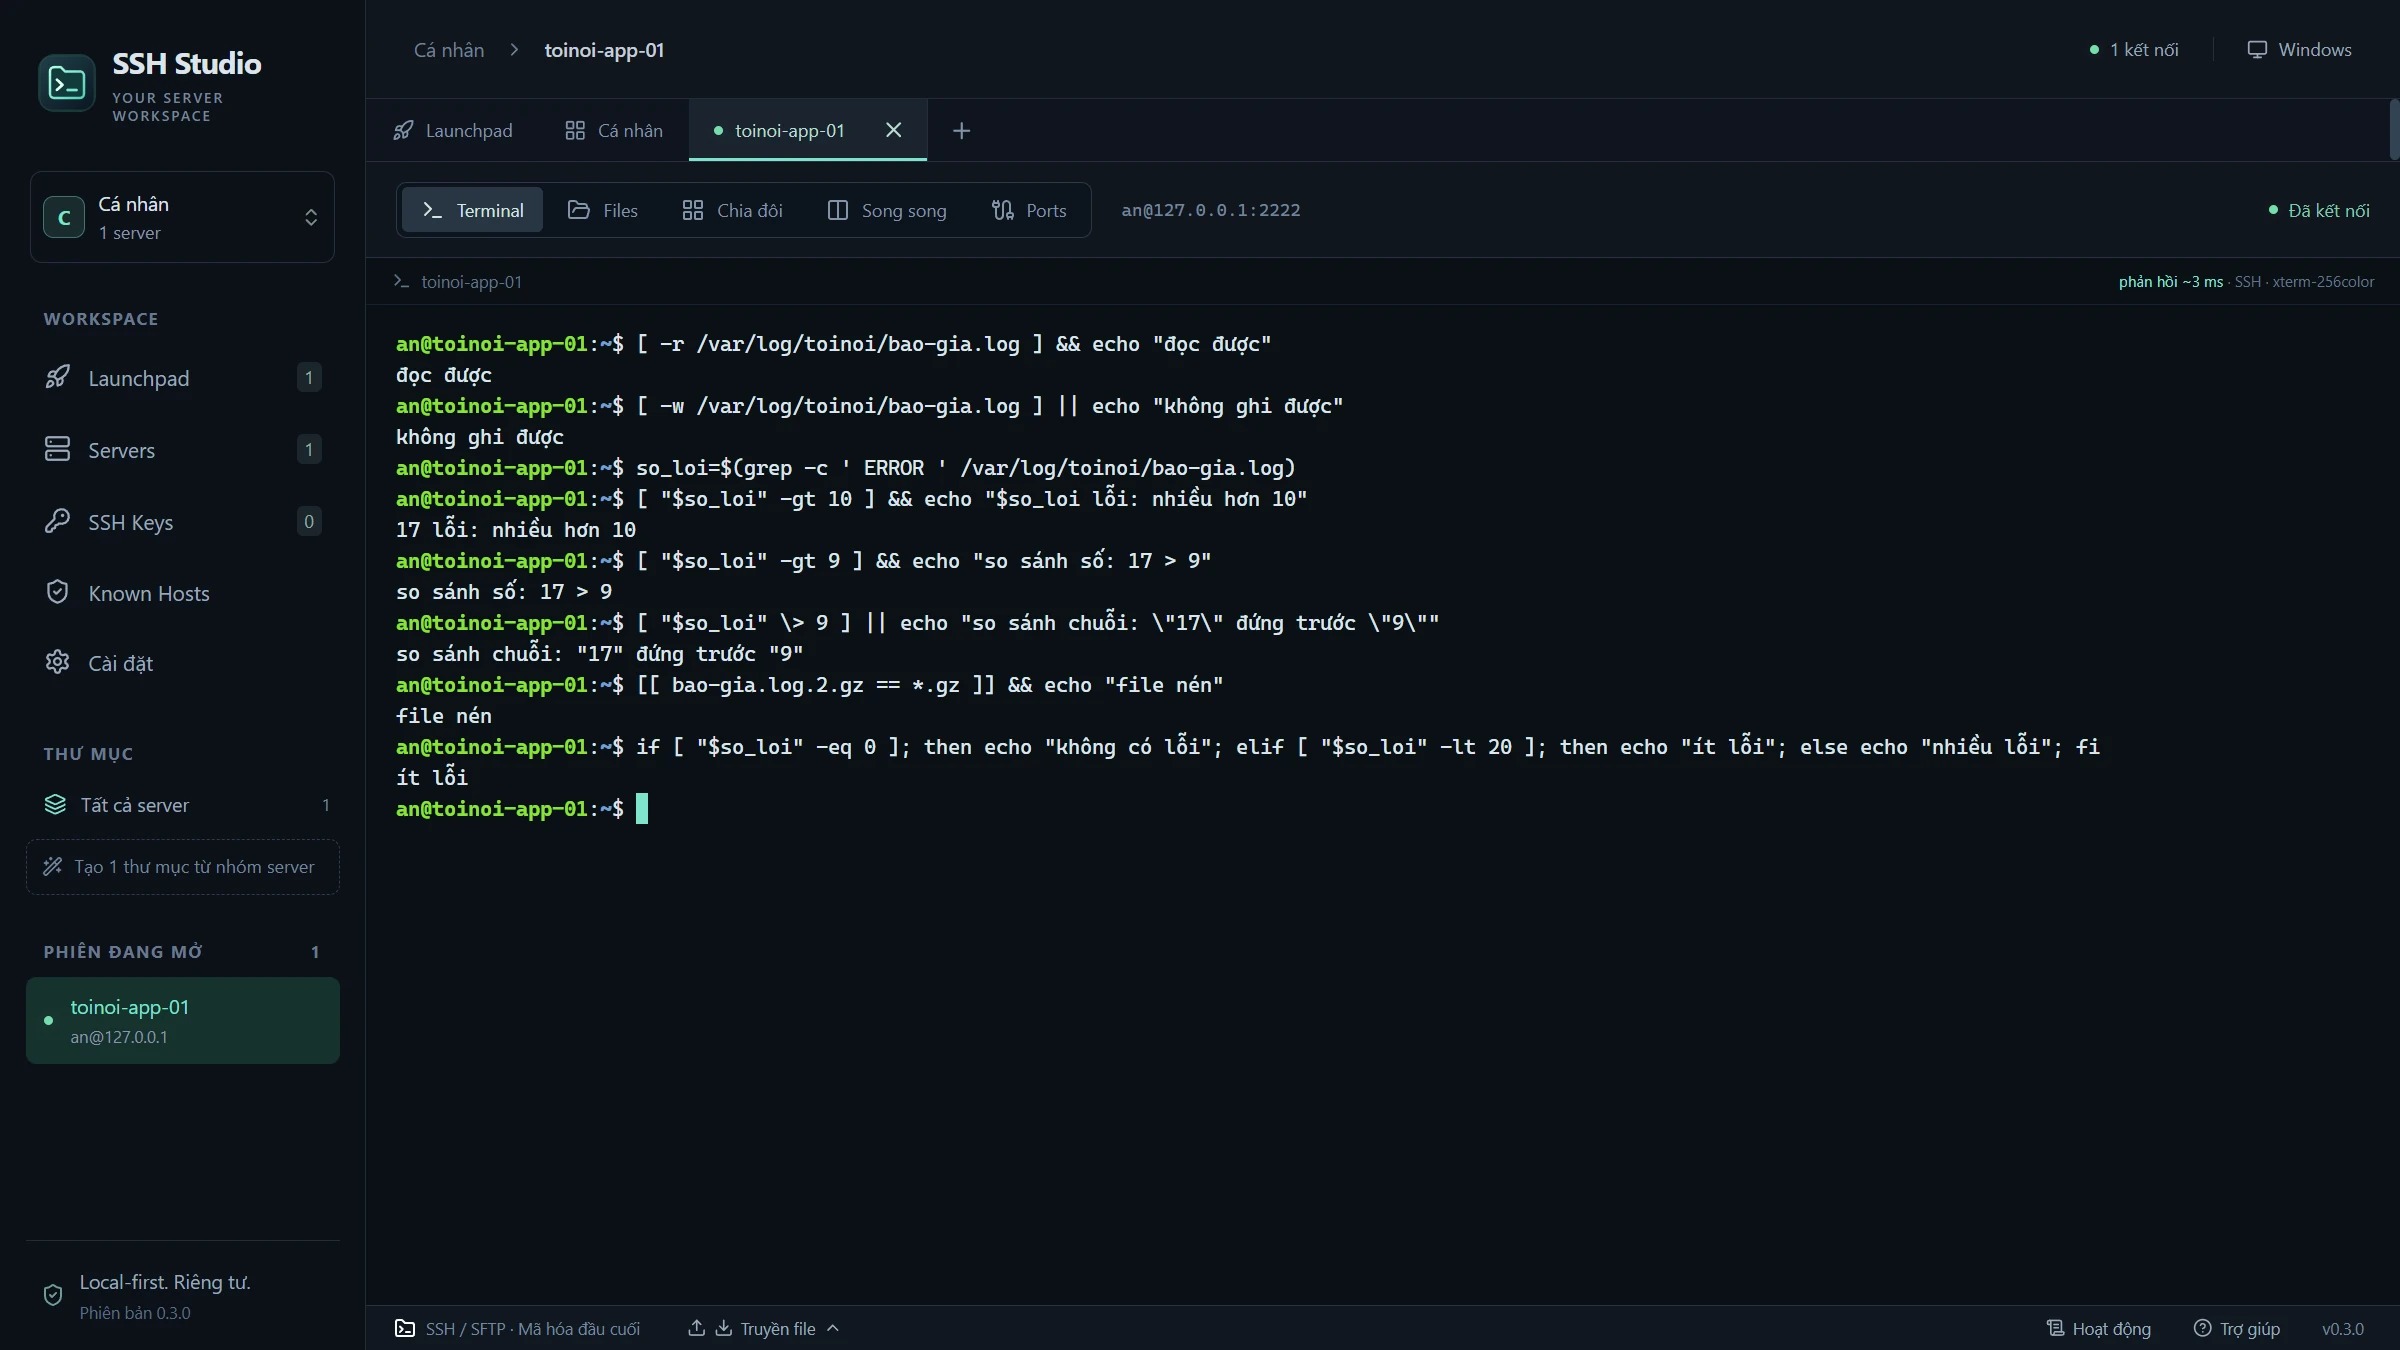 SSH Studio
YOUR SERVER
WORKSPACE
C
Cá nhân
1 server
WORKSPACE
Launchpad 1
Servers 1
SSH Keys 0
Known Hosts
Cài đặt
THƯ MỤC
Tất cả server 1
Tạo 1 thư mục từ nhóm server
PHIÊN ĐANG MỞ 1
toinoi-app-01
an@127.0.0.1
Local-first. Riêng tư.
Phiên bản 0.3.0
Cá nhân > toinoi-app-01
1 kết nối
Windows
Launchpad
Cá nhân
toinoi-app-01
Terminal
Files
Chia đôi
Song song
Ports
an@127.0.0.1:2222
Đã kết nối
toinoi-app-01
phản hồi ~3 ms · SSH · xterm-256color
an@toinoi-app-01:~$ [ -r /var/log/toinoi/bao-gia.log ] && echo "đọc được"
đọc được
an@toinoi-app-01:~$ [ -w /var/log/toinoi/bao-gia.log ] || echo "không ghi được"
không ghi được
an@toinoi-app-01:~$ so_loi=$(grep -c ' ERROR ' /var/log/toinoi/bao-gia.log)
an@toinoi-app-01:~$ [ "$so_loi" -gt 10 ] && echo "$so_loi lỗi: nhiều hơn 10"
17 lỗi: nhiều hơn 10
an@toinoi-app-01:~$ [ "$so_loi" -gt 9 ] && echo "so sánh số: 17 > 9"
so sánh số: 17 > 9
an@toinoi-app-01:~$ [ "$so_loi" \> 9 ] || echo "so sánh chuỗi: \"17\" đứng trước \"9\""
so sánh chuỗi: "17" đứng trước "9"
an@toinoi-app-01:~$ [[ bao-gia.log.2.gz == *.gz ]] && echo "file nén"
file nén
an@toinoi-app-01:~$ if [ "$so_loi" -eq 0 ]; then echo "không có lỗi"; elif [ "$so_loi" -lt 20 ]; then echo "ít lỗi"; else echo "nhiều lỗi"; fi
ít lỗi
an@toinoi-app-01:~$
SSH / SFTP · Mã hóa đầu cuối
Truyền file
Hoạt động
Trợ giúp
v0.3.0